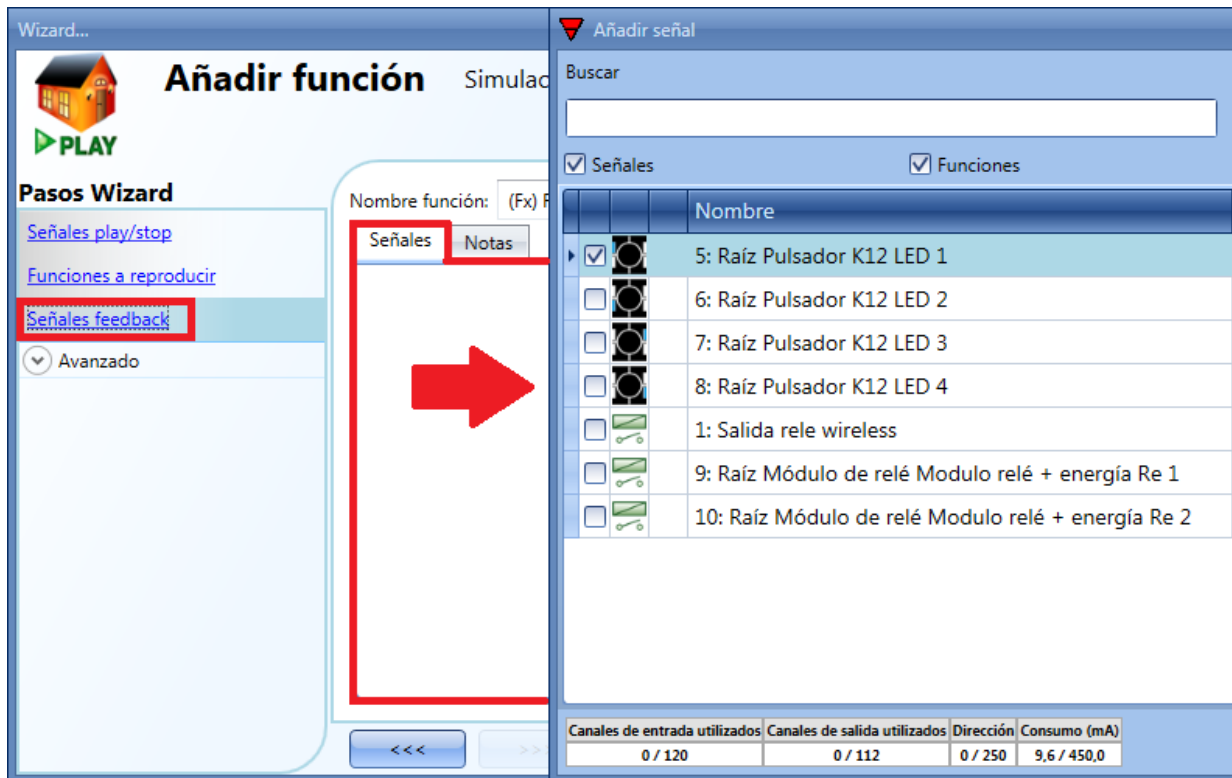 Wizard...
Añadir función
PLAY
Pasos Wizard
Señales play/stop
Funciones a reproducir
Señales feedback
Avanzado
Nombre función: (Fx)
Señales
Notas
<<<
>>
Añadir señal
Buscar
Señales Funciones
Nombre
5: Raíz Pulsador K12 LED 1
6: Raíz Pulsador K12 LED 2
7: Raíz Pulsador K12 LED 3
8: Raíz Pulsador K12 LED 4
1: Salida rele wireless
9: Raíz Módulo de relé Modulo relé + energía Re 1
10: Raíz Módulo de relé Modulo relé + energía Re 2
Canales de entrada utilizados Canales de salida utilizados Dirección Consumo (mA)
0 / 120 0 / 112 0 / 250 9,6 / 450,0